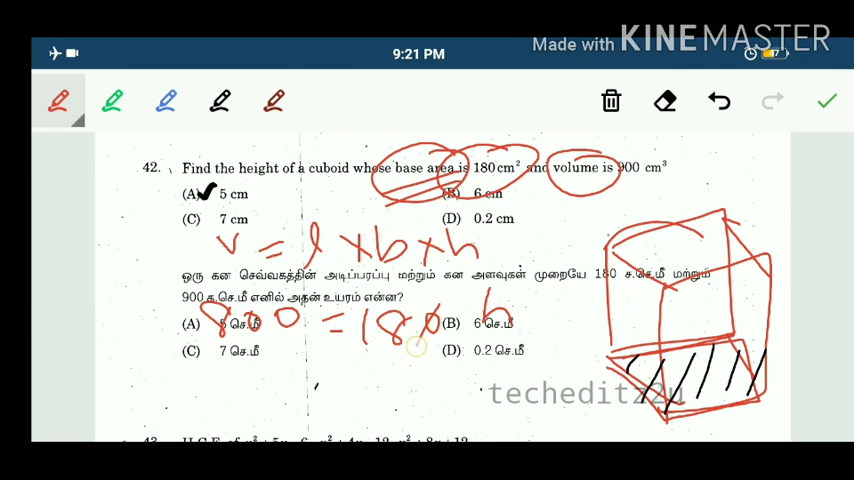 Made with KINEMASTER
9:21 PM
42. Find the height of a cuboid whose base area is 180 cm² and volume is 900 cm³
(A) 5 cm (B) 6 cm
(C) 7 cm (D) 0.2 cm
v = l × b × h
ஒரு கன செவ்வகத்தின் அடிப்பரப்பு மற்றும் கன அளவுகள் முறையே 180 ச.செ.மீ மற்றும்
900 க.செ.மீ எனில் அதன் உயரம் என்ன?
800 = 180 h
(A) 5 செ.மீ (B) 6 செ.மீ
(C) 7 செ.மீ (D) 0.2 செ.மீ
techeditz2u